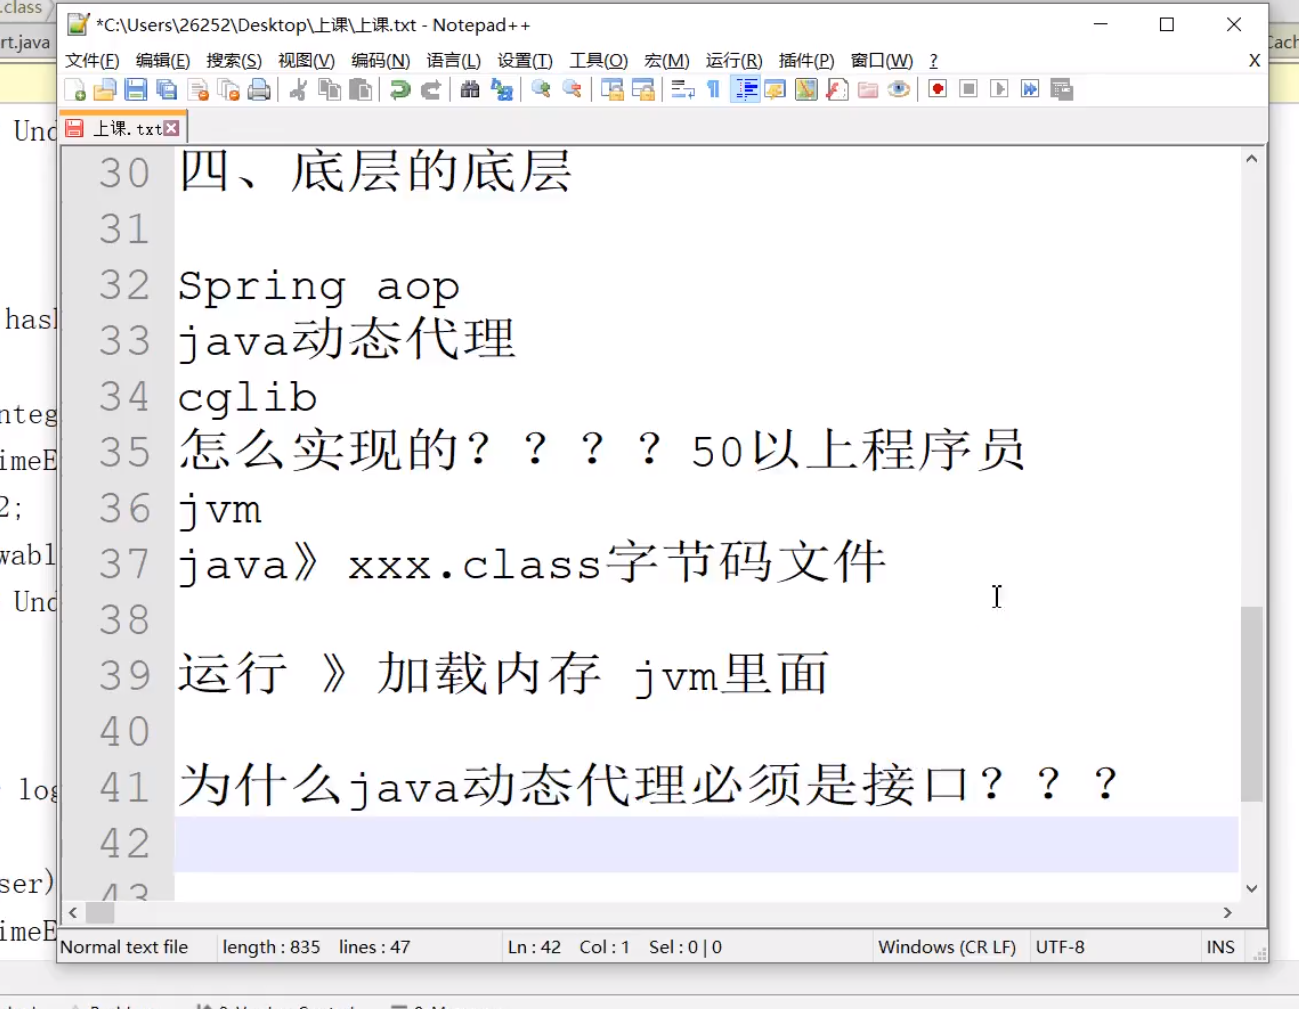 .class
*C:\Users\26252\Desktop\上课\上课.txt - Notepad++
rt.java
文件(F) 编辑(E) 搜索(S) 视图(V) 编码(N) 语言(L) 设置(T) 工具(O) 宏(M) 运行(R) 插件(P) 窗口(W) ? X
上课.txt
Und
30 四、底层的底层
31
32 Spring aop
33 java动态代理
34 cglib
35 怎么实现的？？？？50以上程序员
36 jvm
37 java》xxx.class字节码文件
38
39 运行 》加载内存 jvm里面
40
41 为什么java动态代理必须是接口？？？
42
43
hash
nteg
imeE
2;
wabl
Und
log
ser)
imeE
Normal text file length : 835 lines : 47 Ln : 42 Col : 1 Sel : 0 | 0 Windows (CR LF) UTF-8 INS